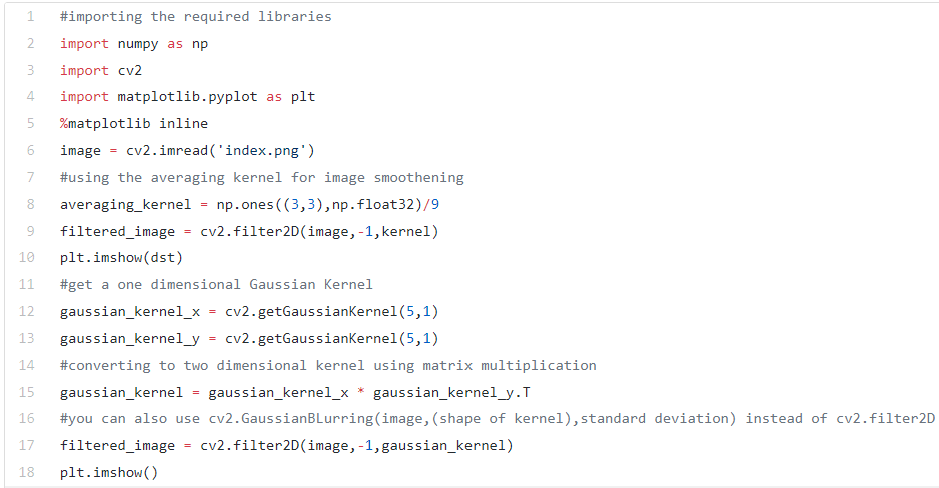 1 #importing the required libraries
2 import numpy as np
3 import cv2
4 import matplotlib.pyplot as plt
5 %matplotlib inline
6 image = cv2.imread('index.png')
7 #using the averaging kernel for image smoothening
8 averaging_kernel = np.ones((3,3),np.float32)/9
9 filtered_image = cv2.filter2D(image,-1,kernel)
10 plt.imshow(dst)
11 #get a one dimensional Gaussian Kernel
12 gaussian_kernel_x = cv2.getGaussianKernel(5,1)
13 gaussian_kernel_y = cv2.getGaussianKernel(5,1)
14 #converting to two dimensional kernel using matrix multiplication
15 gaussian_kernel = gaussian_kernel_x * gaussian_kernel_y.T
16 #you can also use cv2.GaussianBLurring(image,(shape of kernel),standard deviation) instead of cv2.filter2D
17 filtered_image = cv2.filter2D(image,-1,gaussian_kernel)
18 plt.imshow()